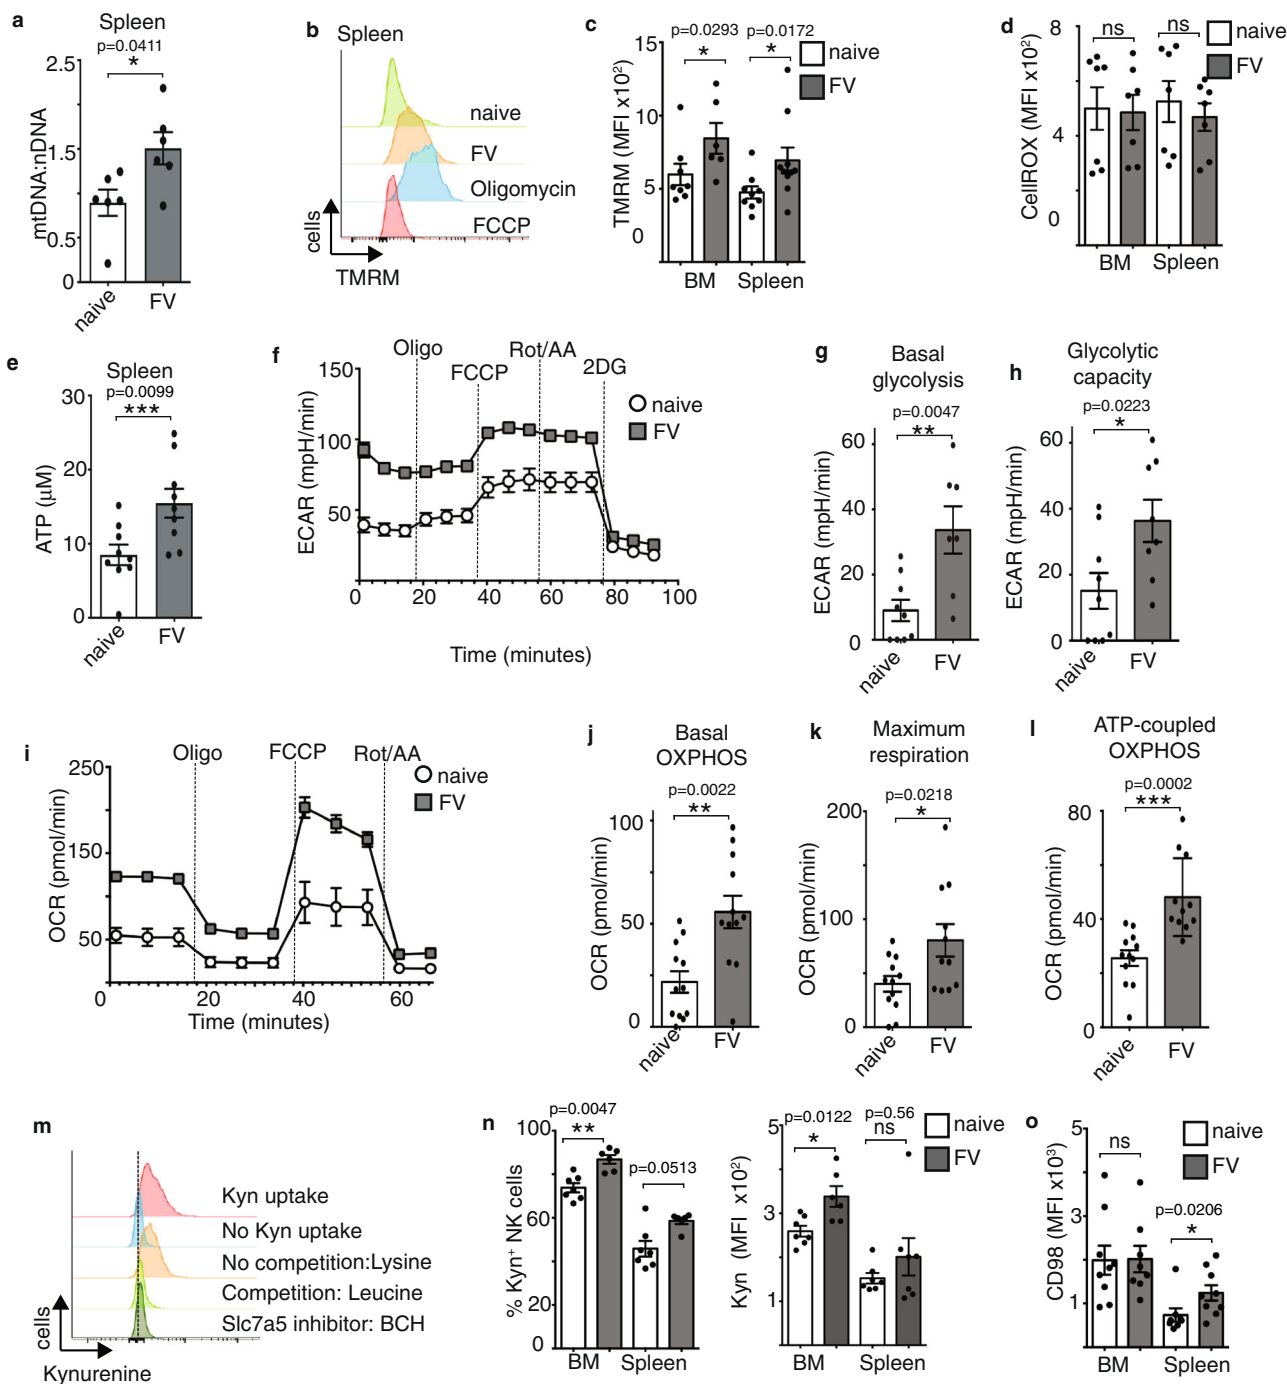 a
Spleen
p=0.0411
*
mtDNA:nDNA
2.5
1.5
0.5
0
naive
FV
b
Spleen
naive
FV
Oligomycin
FCCP
cells
TMRM
c
p=0.0293
p=0.0172
*
*
naive
FV
TMRM (MFI x10²)
15
10
5
0
BM
Spleen
d
ns
ns
naive
FV
CellROX (MFI x10²)
8
4
0
BM
Spleen
e
Spleen
p=0.0099
***
ATP (µM)
30
20
10
0
naive
FV
f
Oligo
FCCP
Rot/AA
2DG
naive
FV
ECAR (mpH/min)
150
100
50
0
20
40
60
80
100
Time (minutes)
g
Basal
glycolysis
p=0.0047
**
ECAR (mpH/min)
60
40
20
0
naive
FV
h
Glycolytic
capacity
p=0.0223
*
ECAR (mpH/min)
60
40
20
0
naive
FV
i
Oligo
FCCP
Rot/AA
naive
FV
OCR (pmol/min)
250
150
50
0
20
40
60
Time (minutes)
j
Basal
OXPHOS
p=0.0022
**
OCR (pmol/min)
100
50
0
naive
FV
k
Maximum
respiration
p=0.0218
*
OCR (pmol/min)
200
100
0
naive
FV
l
ATP-coupled
OXPHOS
p=0.0002
***
OCR (pmol/min)
80
40
0
naive
FV
m
Kyn uptake
No Kyn uptake
No competition:Lysine
Competition: Leucine
Slc7a5 inhibitor: BCH
cells
Kynurenine
n
p=0.0047
**
p=0.0513
% Kyn⁺ NK cells
100
60
20
0
BM
Spleen
p=0.0122
*
p=0.56
ns
naive
FV
Kyn (MFI x10²)
5
3
1
BM
Spleen
o
ns
p=0.0206
*
naive
FV
CD98 (MFI x10³)
5
3
1
BM
Spleen